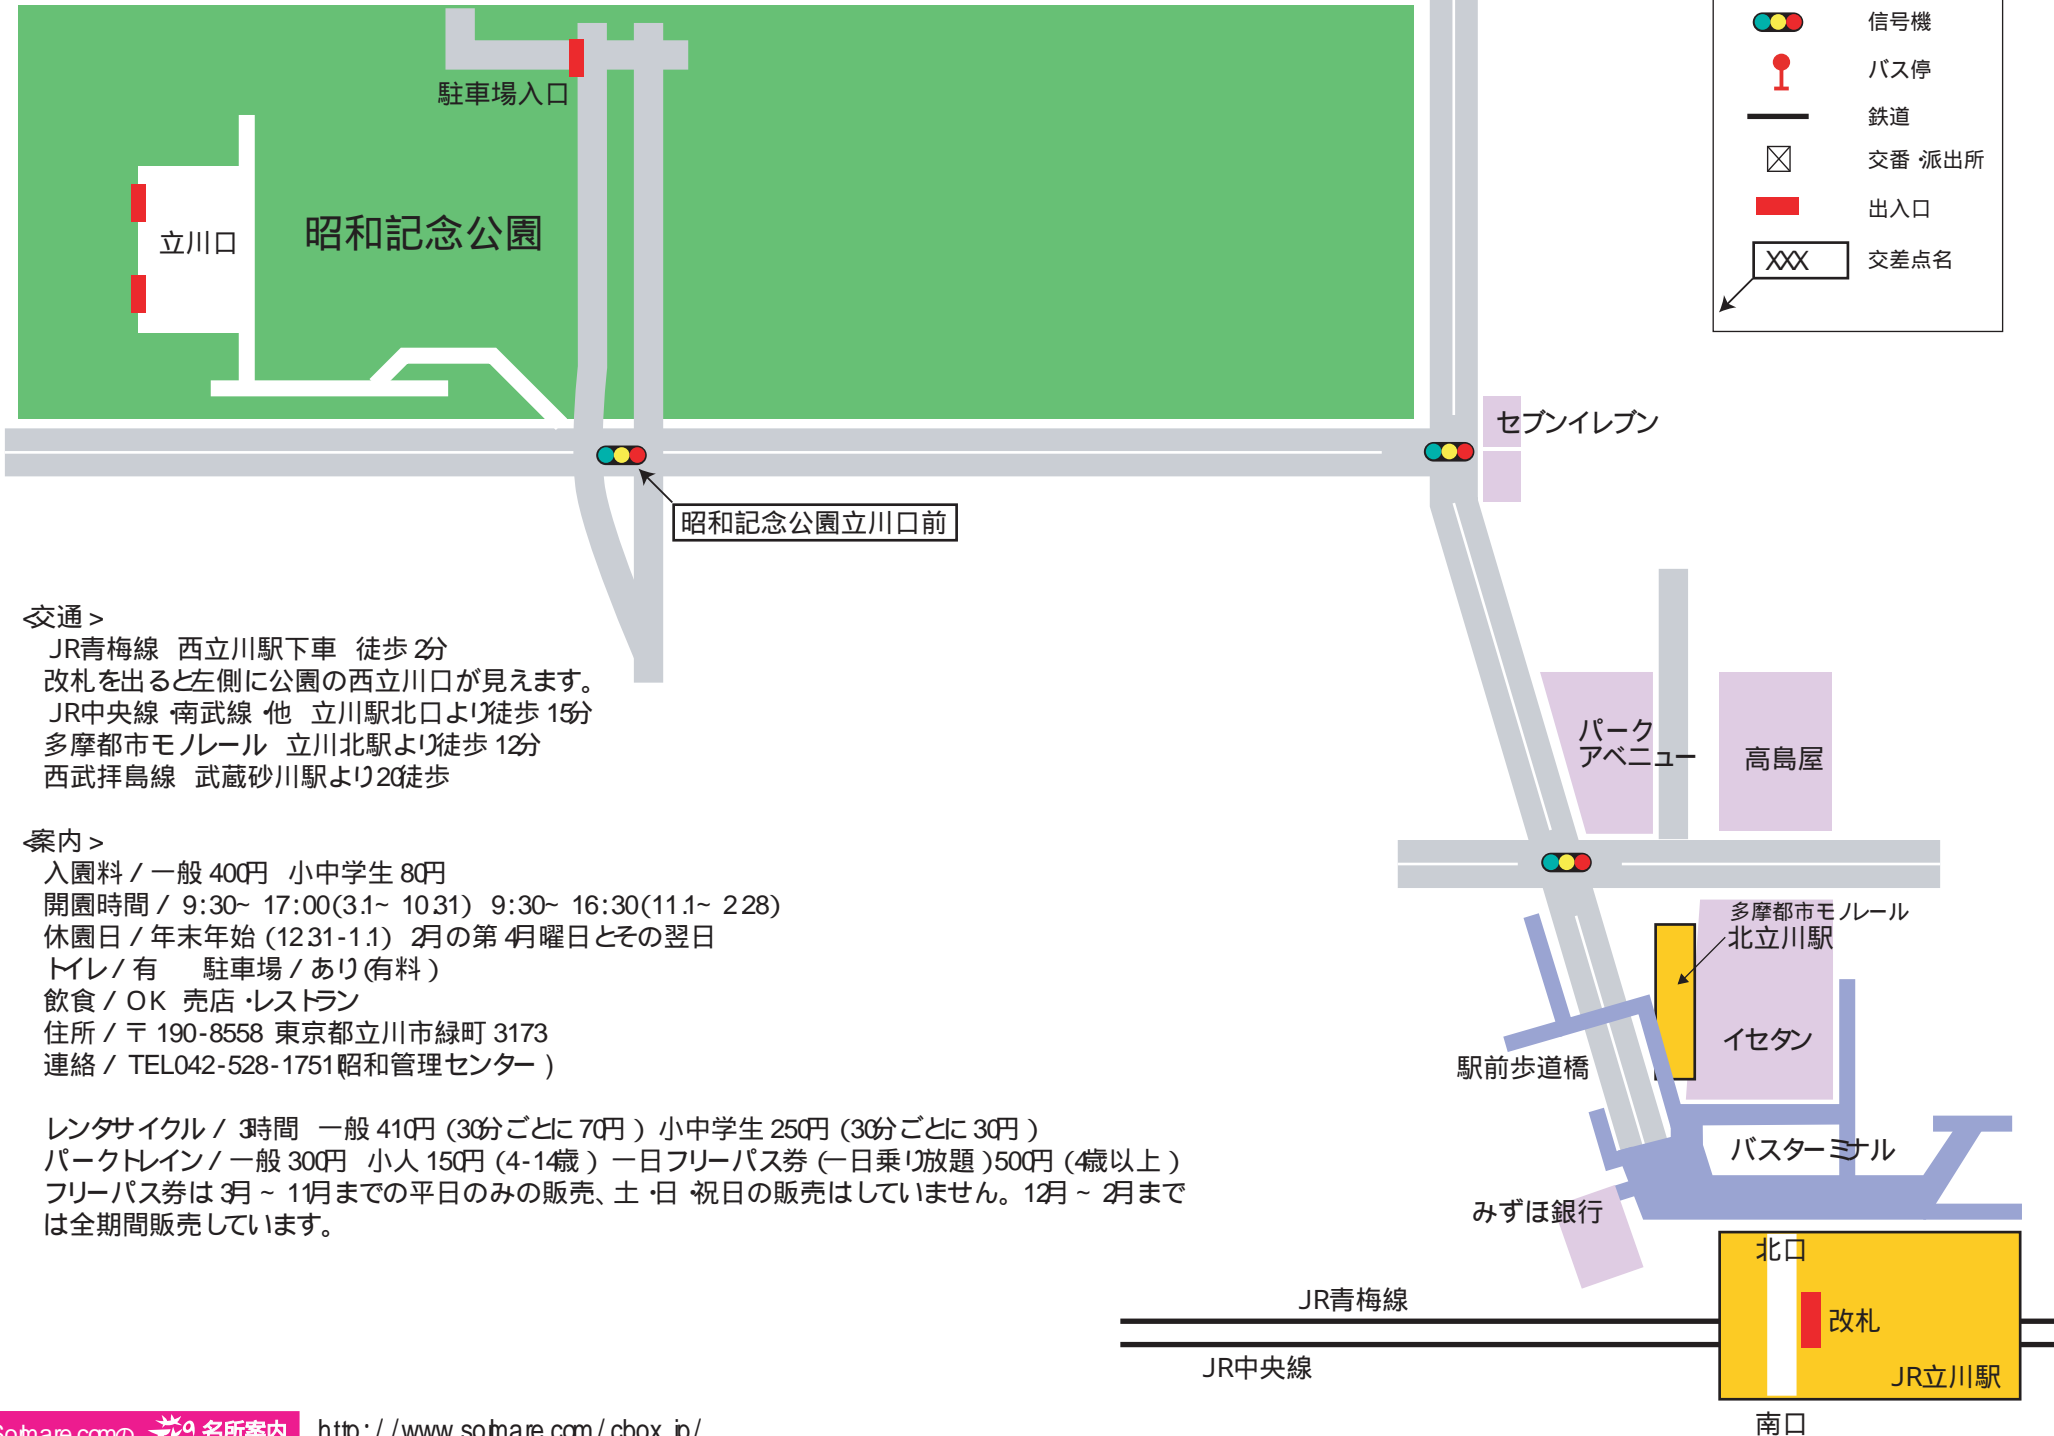 信号機
バス停
鉄道
交番・派出所
出入口
XXX 交差点名
駐車場入口
立川口
昭和記念公園
セブンイレブン
昭和記念公園立川口前
<交通>
JR青梅線 西立川駅下車 徒歩2分
改札を出ると左側に公園の西立川口が見えます。
JR中央線・南武線・他 立川駅北口より徒歩15分
多摩都市モノレール 立川北駅より徒歩12分
西武拝島線 武蔵砂川駅より20徒歩
<案内>
入園料/一般400円 小中学生80円
開園時間/ 9:30~ 17:00(3.1~ 10.31) 9:30~ 16:30(11.1~ 2.28)
休園日/年末年始(12.31-1.1) 2月の第4月曜日とその翌日
トイレ/有 駐車場/あり(有料)
飲食/ OK 売店・レストラン
住所/〒190-8558 東京都立川市緑町3173
連絡/ TEL042-528-1751(昭和管理センター)
レンタサイクル/ 3時間 一般410円(30分ごとに70円) 小中学生250円(30分ごとに30円)
パークトレイン/一般300円 小人150円(4-14歳) 一日フリーパス券(一日乗り放題)500円(4歳以上)
フリーパス券は3月~ 11月までの平日のみの販売、土・日・祝日の販売はしていません。12月~ 2月まで
は全期間販売しています。
パーク
アベニュー
高島屋
多摩都市モノレール
北立川駅
イセタン
駅前歩道橋
バスターミナル
みずほ銀行
北口
JR青梅線
改札
JR中央線
JR立川駅
南口
Sofmare.comの 名所案内 http://www.sofmare.com/cbox_jp/